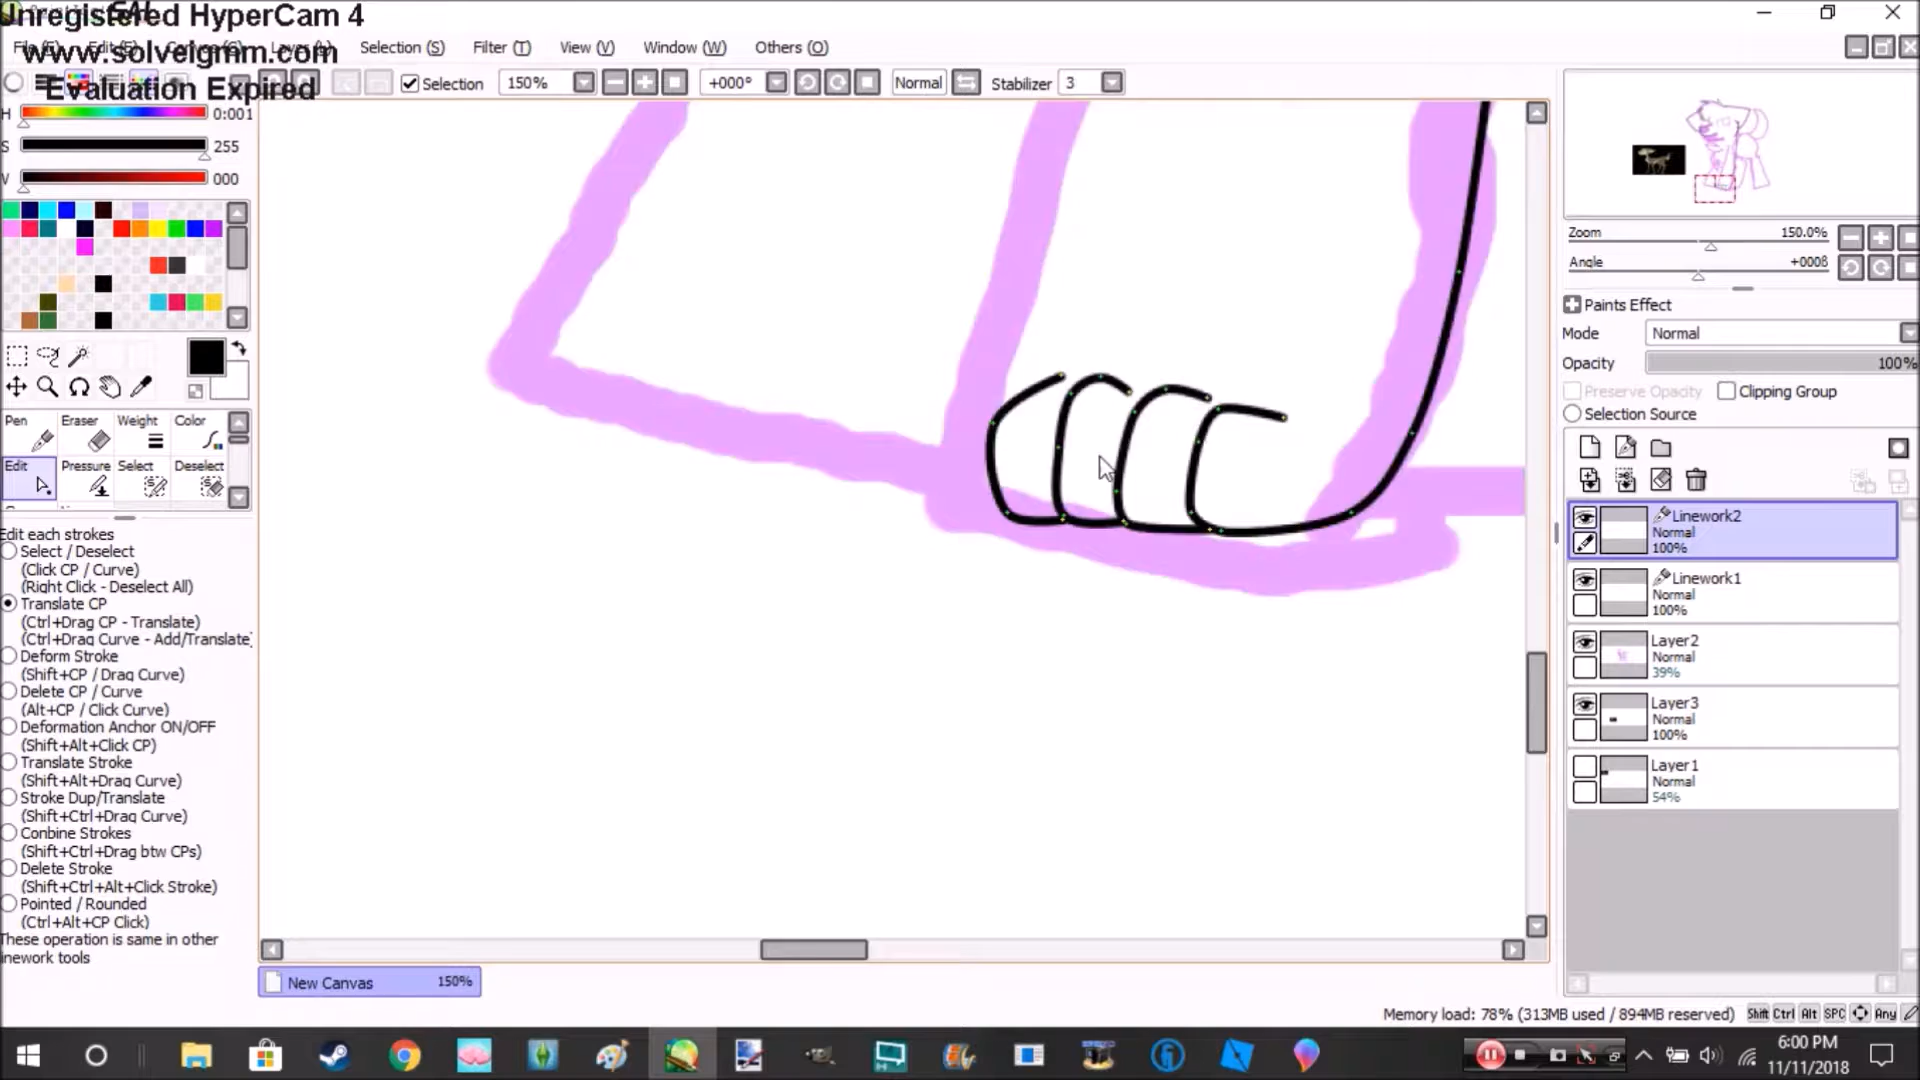 Unregistered HyperCam 4
www.solveigmm.com
Evaluation Expired
Selection (S)
Filter (T)
View (V)
Window (W)
Others (O)
Selection
150%
+000°
Normal
Stabilizer
3
H
0:001
S
255
V
000
Pen
Eraser
Weight
Color
Edit
Pressure
Select
Deselect
Edit each strokes
Select / Deselect
(Click CP / Curve)
(Right Click - Deselect All)
Translate CP
(Ctrl+Drag CP - Translate)
(Ctrl+Drag Curve - Add/Translate)
Deform Stroke
(Shift+CP / Drag Curve)
Delete CP / Curve
(Alt+CP / Click Curve)
Deformation Anchor ON/OFF
(Shift+Alt+Click CP)
Translate Stroke
(Shift+Alt+Drag Curve)
Stroke Dup/Translate
(Shift+Ctrl+Drag Curve)
Conbine Strokes
(Shift+Ctrl+Drag btw CPs)
Delete Stroke
(Shift+Ctrl+Alt+Click Stroke)
Pointed / Rounded
(Ctrl+Alt+CP Click)
These operation is same in other
linework tools
Zoom
150.0%
Angle
+000ß
Paints Effect
Mode
Normal
Opacity
100%
Preserve Opacity
Clipping Group
Selection Source
Linework2
Normal
100%
Linework1
Normal
100%
Layer2
Normal
39%
Layer3
Normal
100%
Layer1
Normal
54%
New Canvas
150%
Memory load: 78% (313MB used / 894MB reserved)
Shift
Ctrl
Alt
SPC
Any
6:00 PM
11/11/2018